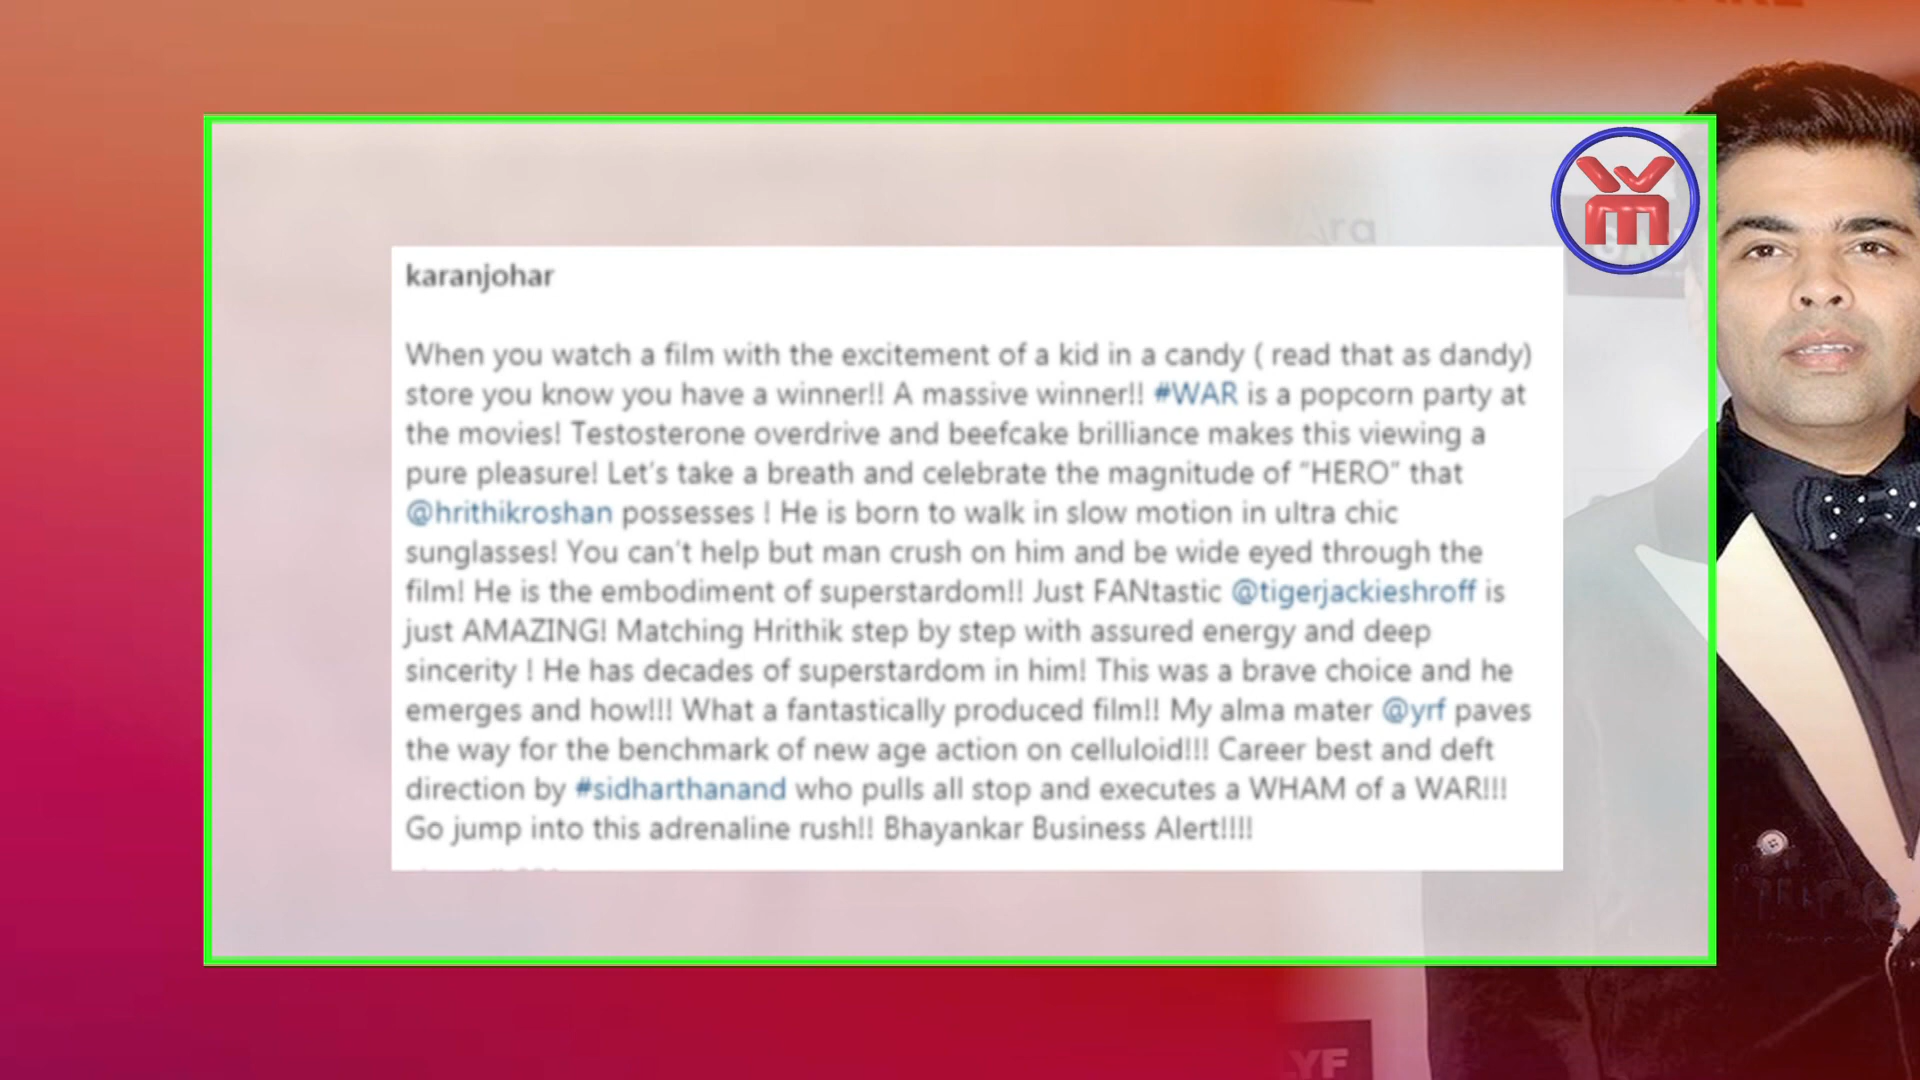 karanjohar
When you watch a film with the excitement of a kid in a candy ( read that as dandy)
store you know you have a winner!! A massive winner!! #WAR is a popcorn party at
the movies! Testosterone overdrive and beefcake brilliance makes this viewing a
pure pleasure! Let's take a breath and celebrate the magnitude of "HERO" that
@hrithikroshan possesses ! He is born to walk in slow motion in ultra chic
sunglasses! You can't help but man crush on him and be wide eyed through the
film! He is the embodiment of superstardom!! Just FANtastic @tigerjackieshroff is
just AMAZING! Matching Hrithik step by step with assured energy and deep
sincerity ! He has decades of superstardom in him! This was a brave choice and he
emerges and how!!! What a fantastically produced film!! My alma mater @yrf paves
the way for the benchmark of new age action on celluloid!!! Career best and deft
direction by #sidharthanand who pulls all stop and executes a WHAM of a WAR!!!
Go jump into this adrenaline rush!! Bhayankar Business Alert!!!!